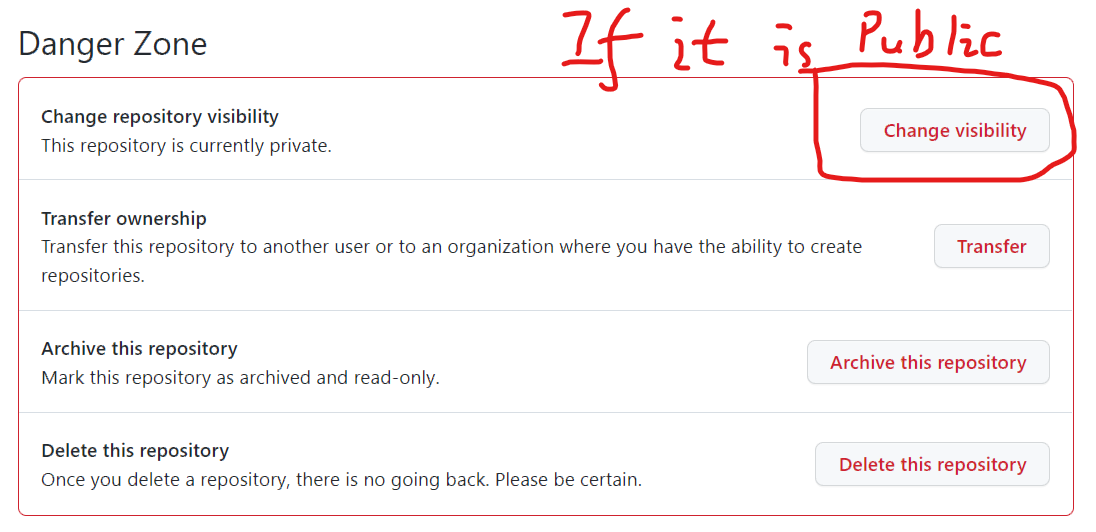 If it is Public
Danger Zone
Change repository visibility
This repository is currently private.
Change visibility
Transfer ownership
Transfer this repository to another user or to an organization where you have the ability to create
repositories.
Transfer
Archive this repository
Mark this repository as archived and read-only.
Archive this repository
Delete this repository
Once you delete a repository, there is no going back. Please be certain.
Delete this repository